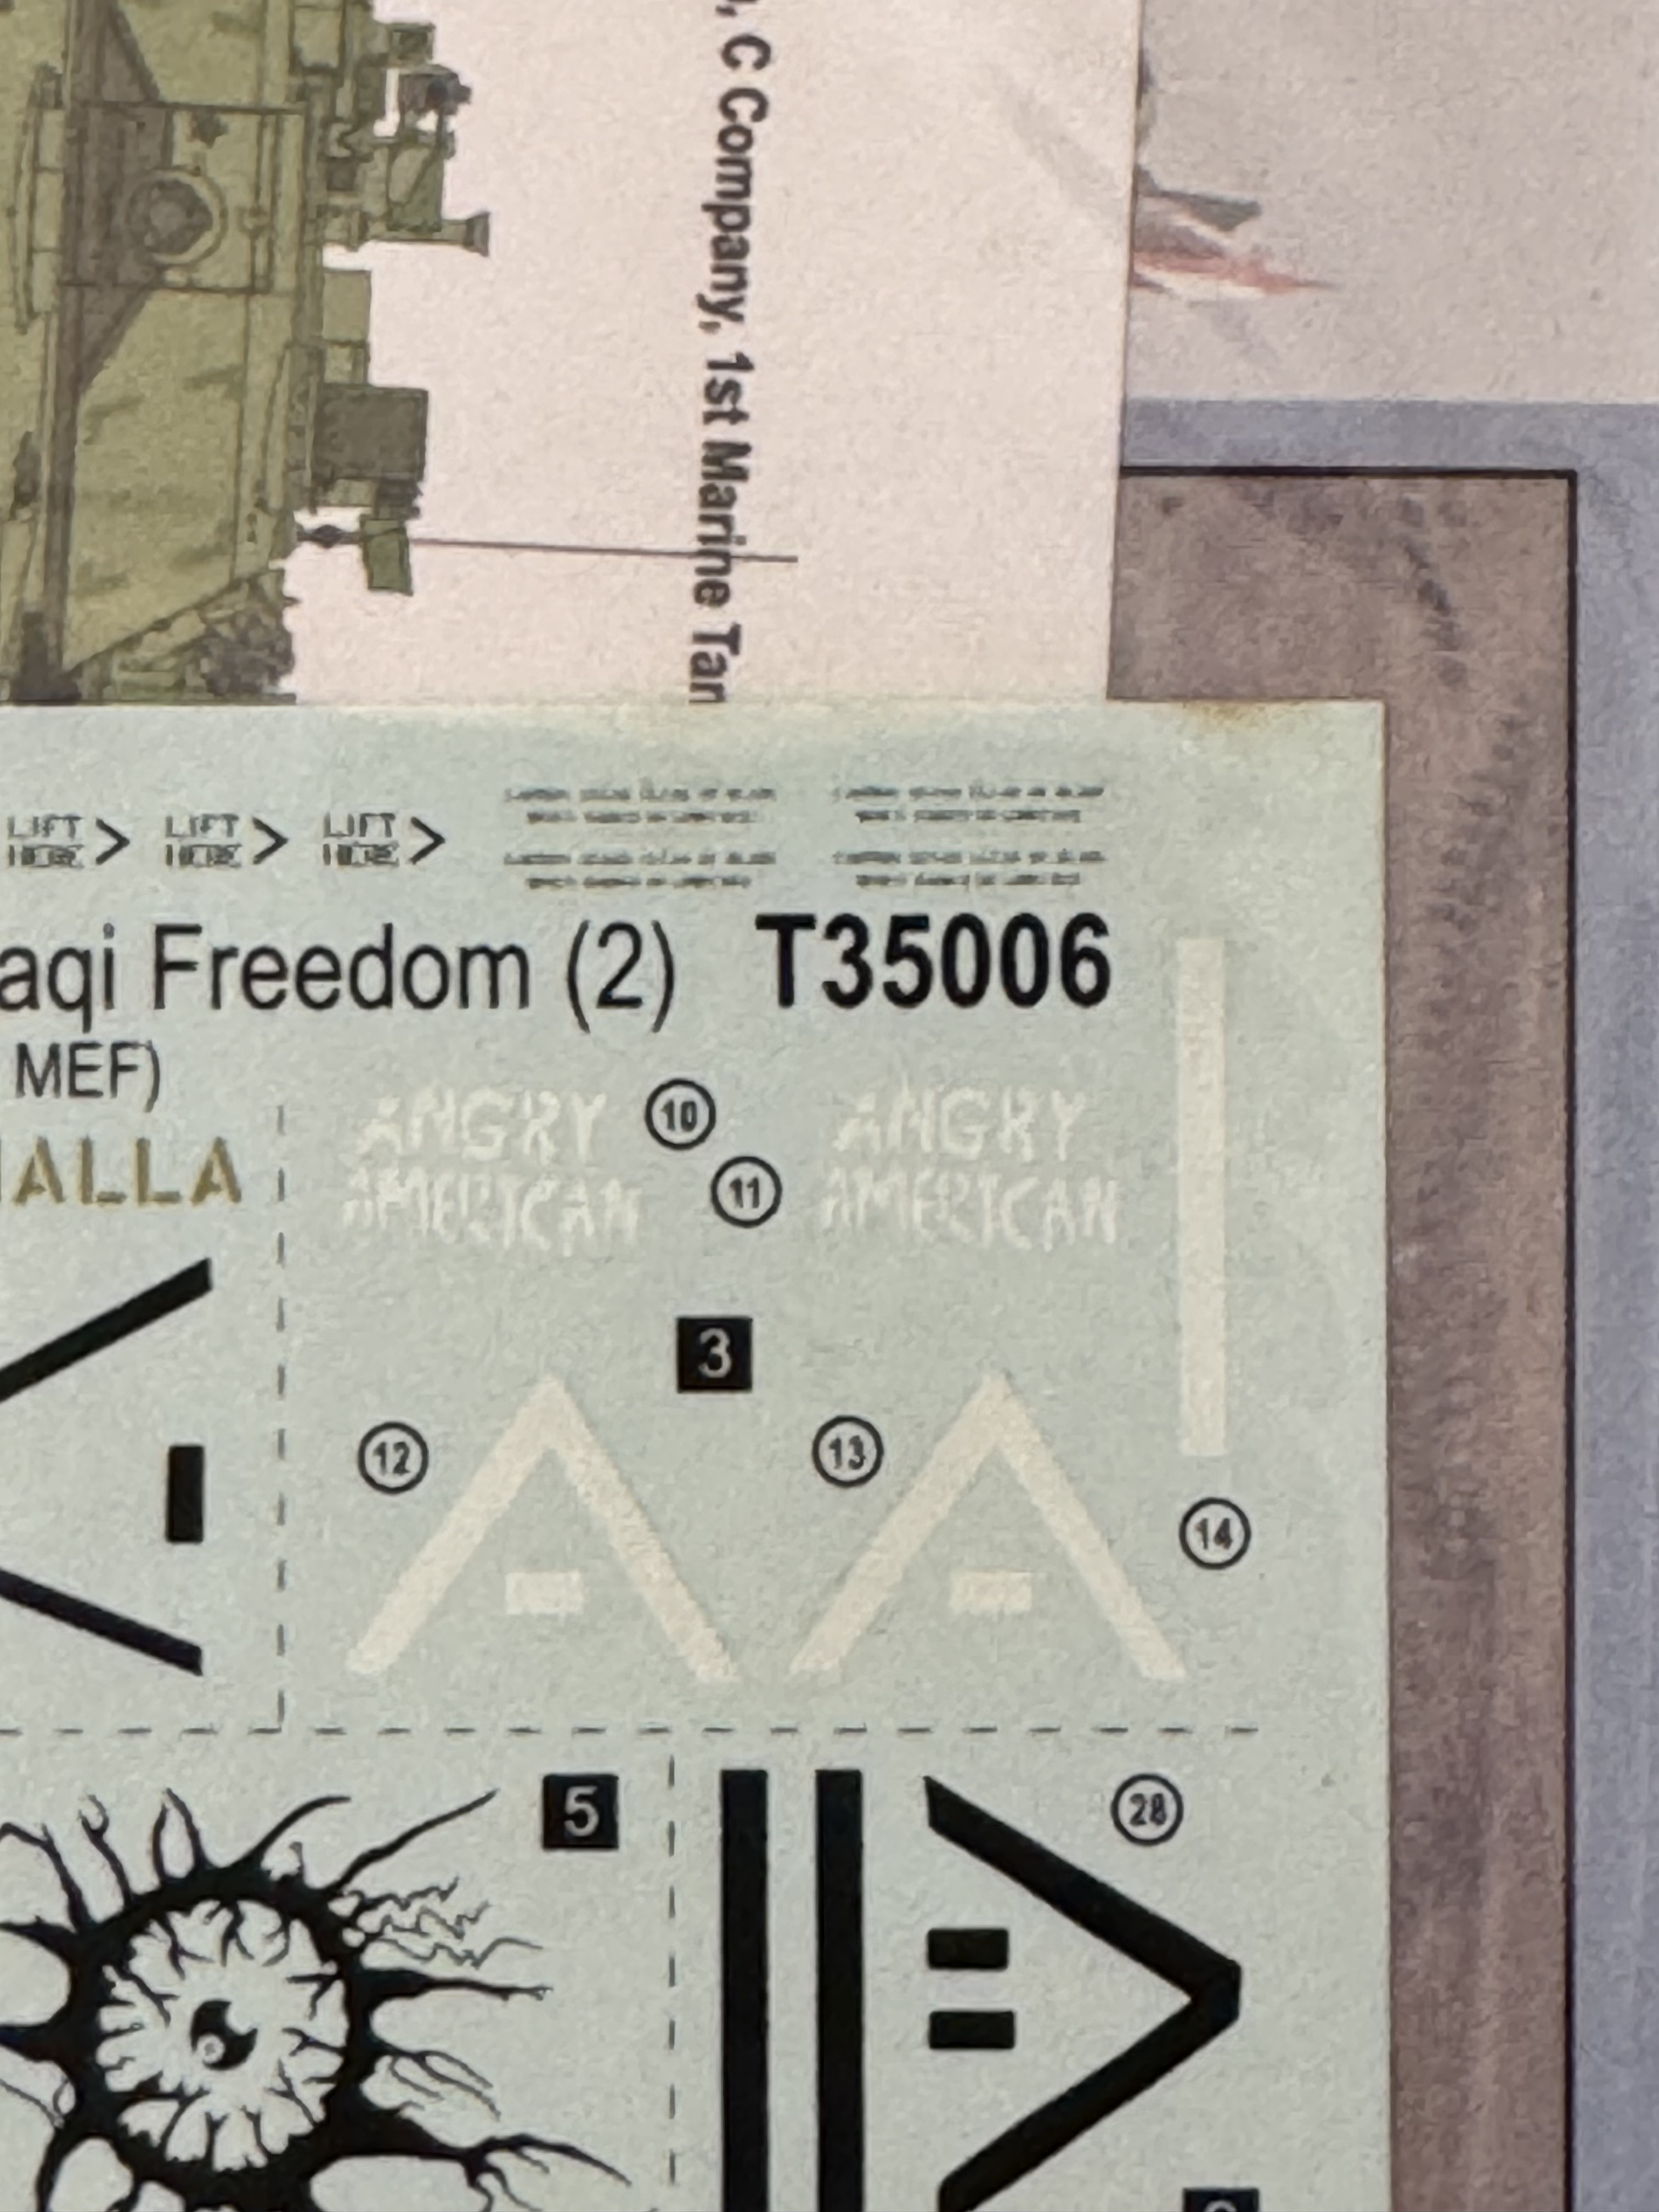 , C Company, 1st Marine Tan
LIFT HERE > LIFT HERE > LIFT HERE >
aqi Freedom (2) T35006
MEF)
ALLA
ANGRY
AMERICAN
10
11
ANGRY
AMERICAN
3
12
13
14
5
28